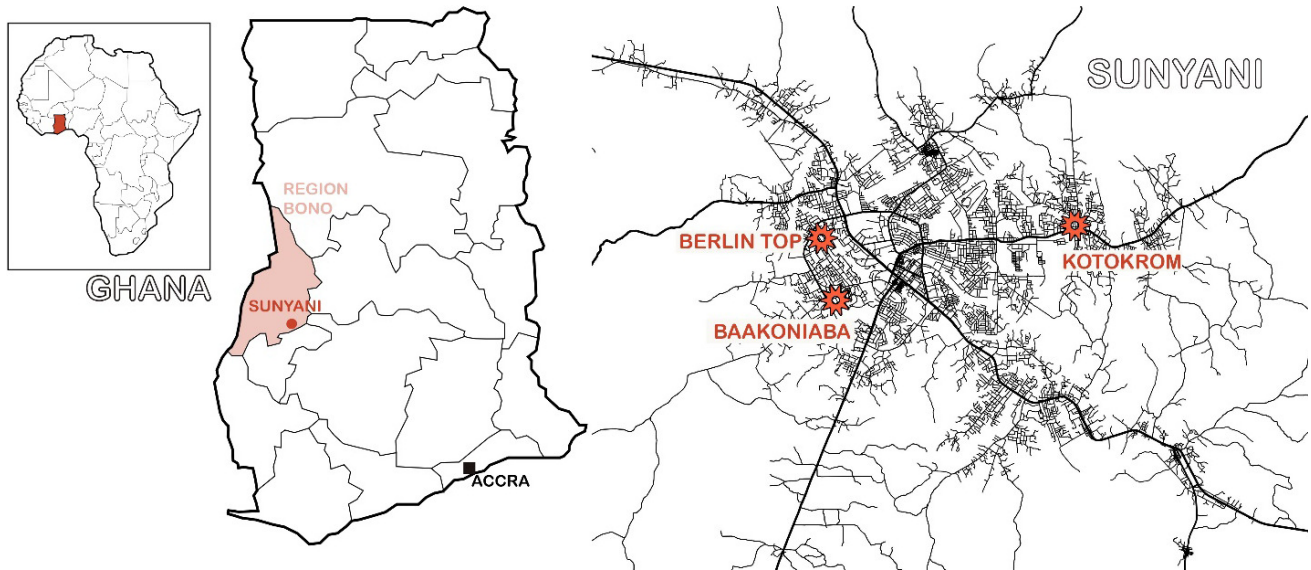 GHANA
REGION
BONO
SUNYANI
ACCRA
SUNYANI
BERLIN TOP
KOTOKROM
BAAKONIABA